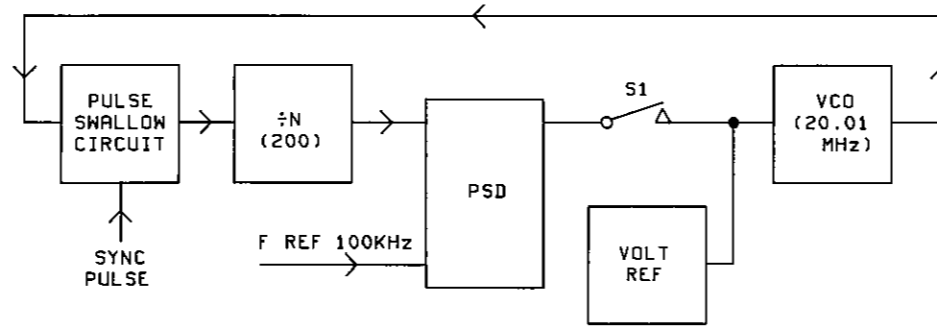 PULSE
SWALLOW
CIRCUIT
÷N
(200)
PSD
S1
VCO
(20.01
MHz)
F REF 100KHz
SYNC
PULSE
VOLT
REF